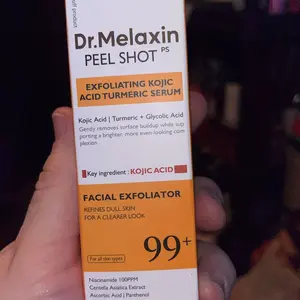 Dr.Melaxin
PEEL SHOT PS
EXFOLIATING KOJIC
ACID TURMERIC SERUM
Kojic Acid | Turmeric + Glycolic Acid
Gently removes surface buildup while sup
porting a brighter, more even-looking com
plexion.
Key ingredient : KOJIC ACID
FACIAL EXFOLIATOR
REFINES DULL SKIN
FOR A CLEARER LOOK
For all skin types
99+
Niacinamide 100PPM
Centella Asiatica Extract
Ascorbic Acid | Panthenol